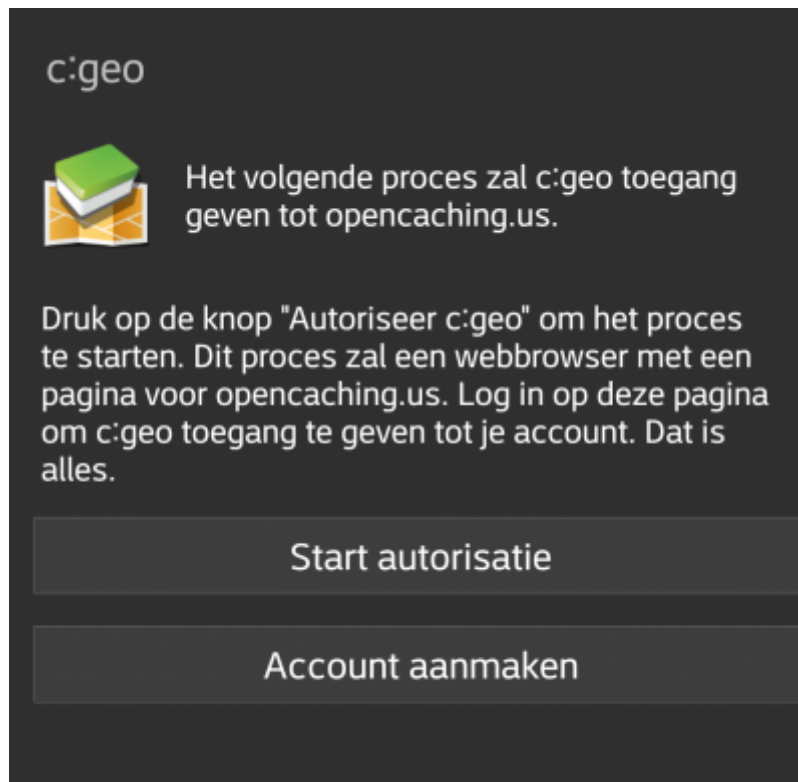 c:geo
Het volgende proces zal c:geo toegang
geven tot opencaching.us.
Druk op de knop "Autoriseer c:geo" om het proces
te starten. Dit proces zal een webbrowser met een
pagina voor opencaching.us. Log in op deze pagina
om c:geo toegang te geven tot je account. Dat is
alles.
Start autorisatie
Account aanmaken